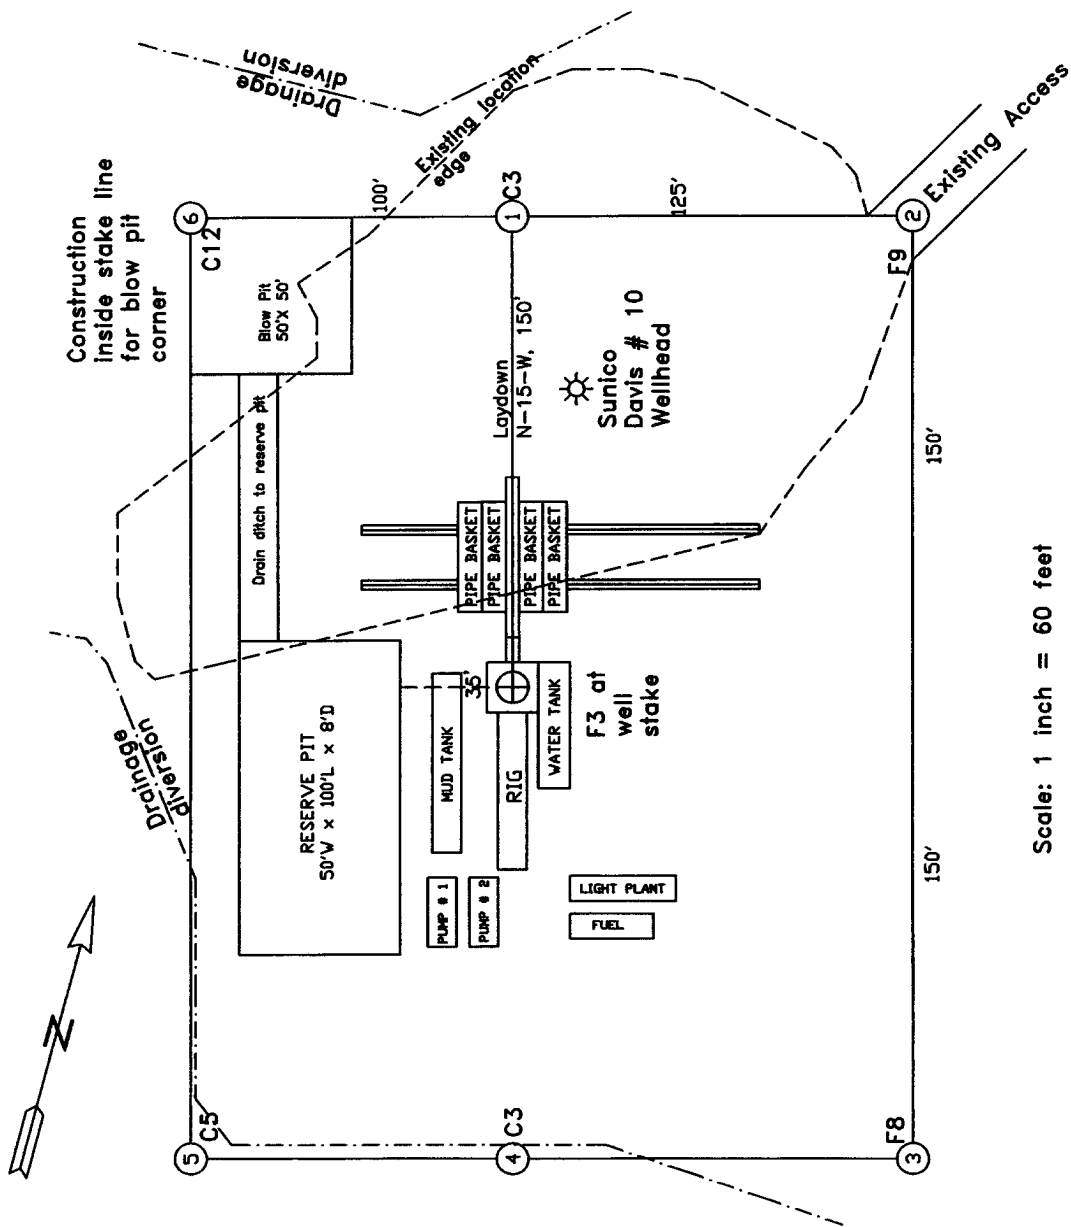 Drainage
diversion
Existing location
edge
Construction
inside stake line
for blow pit
corner
6
C12
100'
1
C3
125'
2
F9
Existing Access
Blow Pit
50'X 50'
Drain ditch to reserve pit
Laydown
N-15-W, 150'
Sunico
Davis # 10
Wellhead
150'
PIPE BASKET
PIPE BASKET
PIPE BASKET
PIPE BASKET
Drainage
diversion
RESERVE PIT
50'W x 100'L x 8'D
35'
MUD TANK
RIG
WATER TANK
F3 at
well
stake
PUMP # 1
PUMP # 2
LIGHT PLANT
FUEL
150'
N
5
C5
4
C3
3
F8
Scale: 1 inch = 60 feet